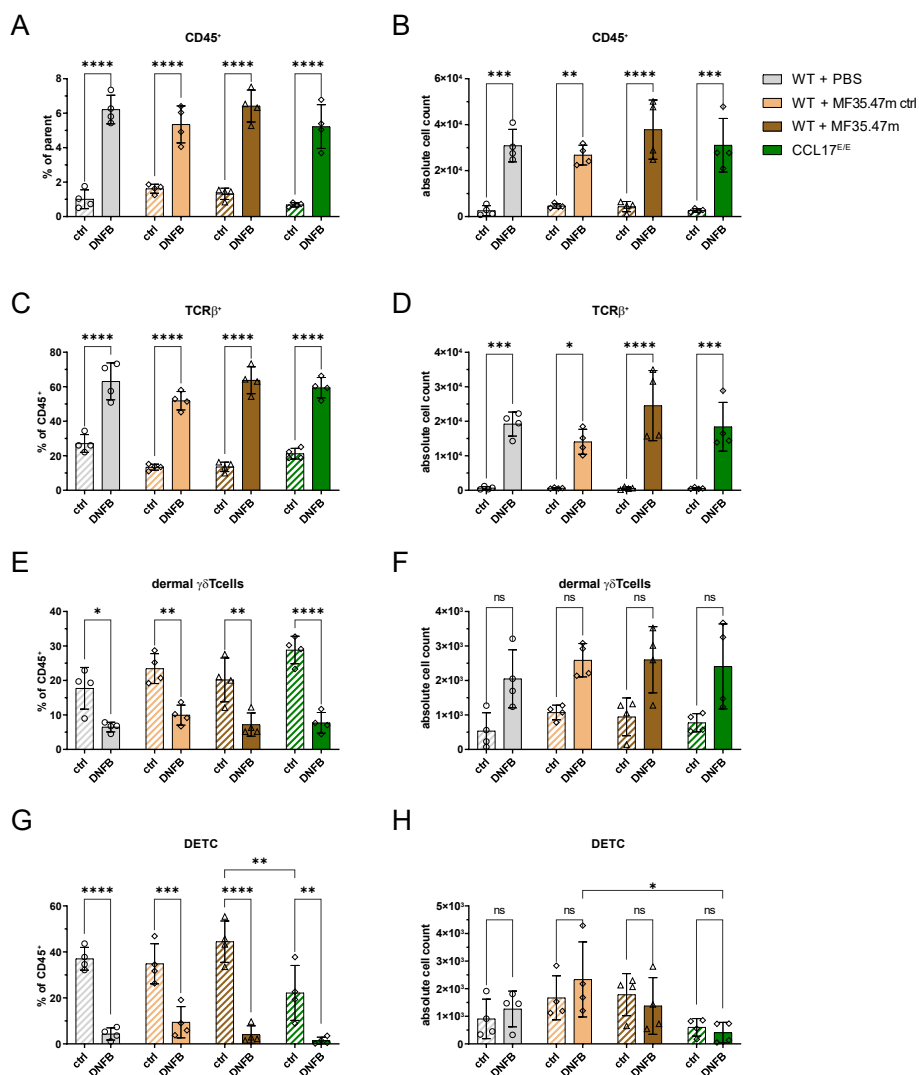 A
CD45⁺
**** **** **** ****
% of parent
8
6
4
2
0
ctrl DNFB ctrl DNFB ctrl DNFB ctrl DNFB
B
CD45⁺
*** ** **** ***
absolute cell count
6×10⁴
4×10⁴
2×10⁴
0
ctrl DNFB ctrl DNFB ctrl DNFB ctrl DNFB
WT + PBS
WT + MF35.47m ctrl
WT + MF35.47m
CCL17ᴱ/ᴱ
C
TCRβ⁺
**** **** **** ****
% of CD45⁺
80
60
40
20
0
ctrl DNFB ctrl DNFB ctrl DNFB ctrl DNFB
D
TCRβ⁺
*** * **** ***
absolute cell count
4×10⁴
3×10⁴
2×10⁴
1×10⁴
0
ctrl DNFB ctrl DNFB ctrl DNFB ctrl DNFB
E
dermal γδTcells
* ** ** ****
% of CD45⁺
40
30
20
10
0
ctrl DNFB ctrl DNFB ctrl DNFB ctrl DNFB
F
dermal γδTcells
ns ns ns ns
absolute cell count
4×10³
3×10³
2×10³
1×10³
0
ctrl DNFB ctrl DNFB ctrl DNFB ctrl DNFB
G
DETC
**
**** *** **** **
% of CD45⁺
60
40
20
0
ctrl DNFB ctrl DNFB ctrl DNFB ctrl DNFB
H
DETC
*
ns ns ns ns
absolute cell count
5×10³
4×10³
3×10³
2×10³
1×10³
0
ctrl DNFB ctrl DNFB ctrl DNFB ctrl DNFB